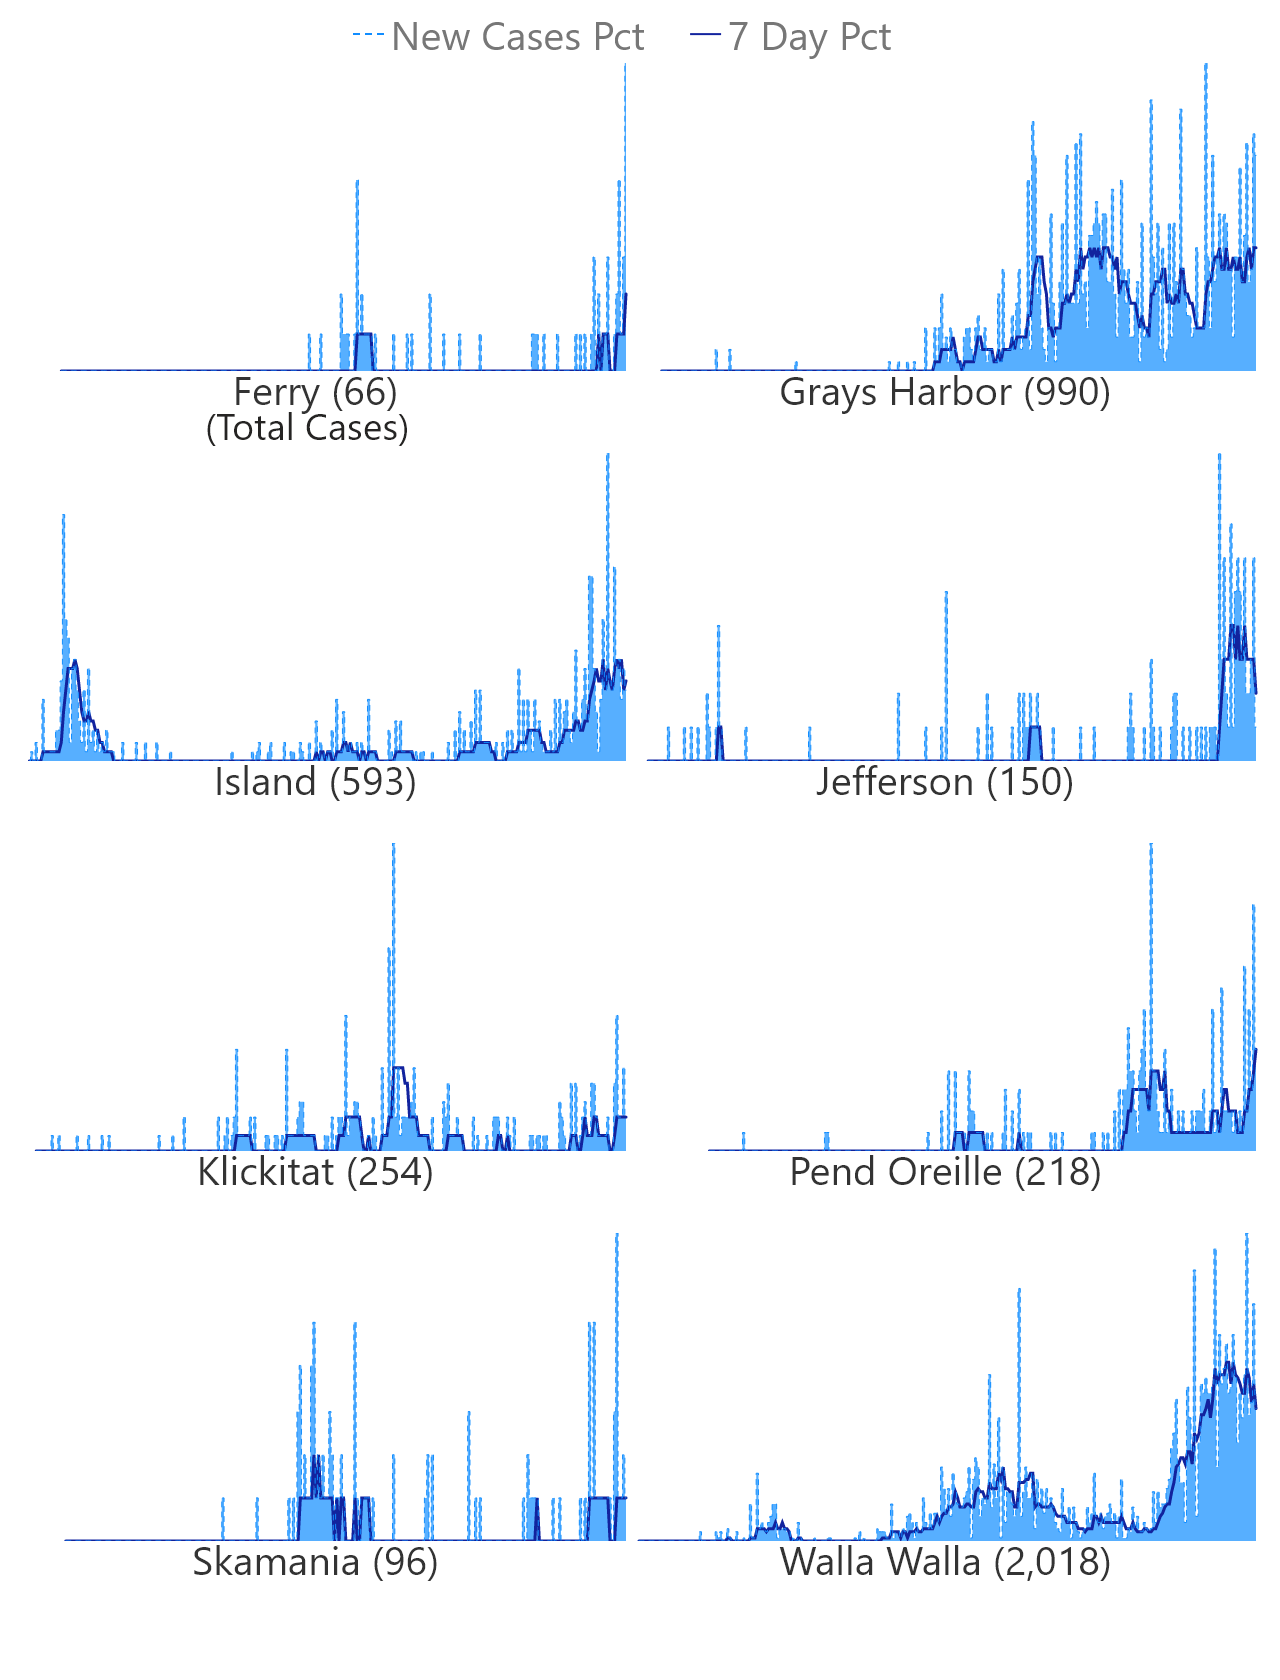 New Cases Pct 7 Day Pct
Ferry (66) Grays Harbor (990)
(Total Cases)
Island (593) Jefferson (150)
Klickitat (254) Pend Oreille (218)
Skamania (96) Walla Walla (2,018)